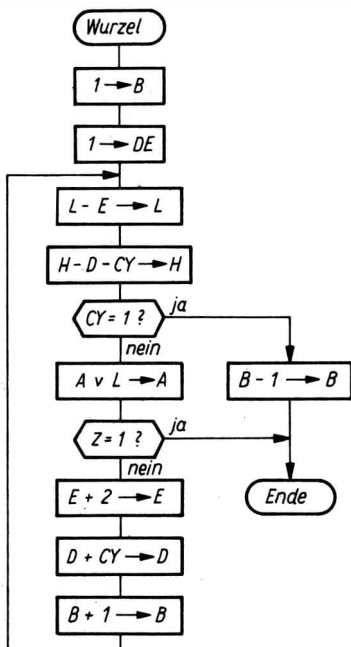 Wurzel
1 → B
1 → DE
L - E → L
H - D - CY → H
CY = 1 ?
ja
nein
A v L → A
B - 1 → B
Z = 1 ?
ja
nein
Ende
E + 2 → E
D + CY → D
B + 1 → B